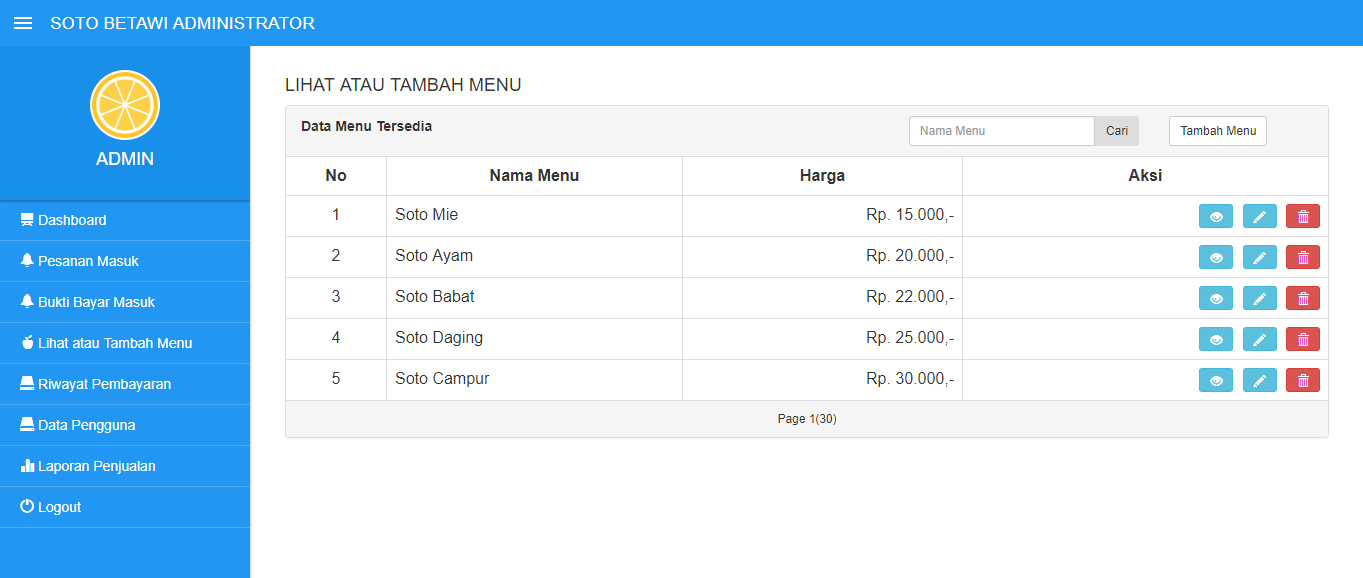 SOTO BETAWI ADMINISTRATOR
ADMIN
Dashboard
Pesanan Masuk
Bukti Bayar Masuk
Lihat atau Tambah Menu
Riwayat Pembayaran
Data Pengguna
Laporan Penjualan
Logout
LIHAT ATAU TAMBAH MENU
Data Menu Tersedia Nama Menu Cari Tambah Menu
No Nama Menu Harga Aksi
1 Soto Mie Rp. 15.000,-
2 Soto Ayam Rp. 20.000,-
3 Soto Babat Rp. 22.000,-
4 Soto Daging Rp. 25.000,-
5 Soto Campur Rp. 30.000,-
Page 1(30)